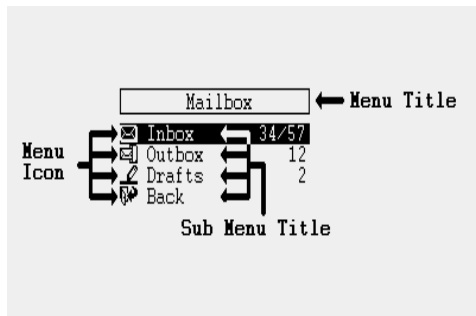 Mailbox
Menu Title
Inbox 34/57
Menu Icon
Outbox 12
Drafts 2
Back
Sub Menu Title